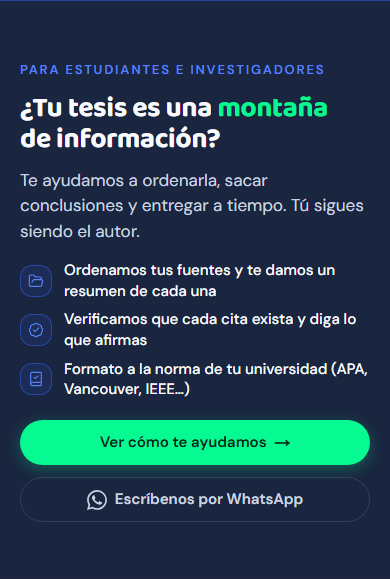 PARA ESTUDIANTES E INVESTIGADORES
¿Tu tesis es una montaña
de información?
Te ayudamos a ordenarla, sacar
conclusiones y entregar a tiempo. Tú sigues
siendo el autor.
Ordenamos tus fuentes y te damos un
resumen de cada una
Verificamos que cada cita exista y diga lo
que afirmas
Formato a la norma de tu universidad (APA,
Vancouver, IEEE...)
Ver cómo te ayudamos →
Escríbenos por WhatsApp